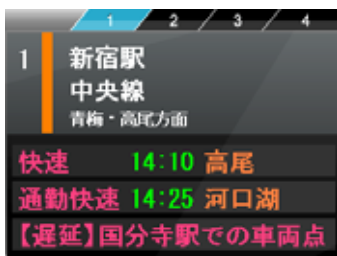 1 2 3 4
1 新宿駅
中央線
青梅・高尾方面
快速 14:10 高尾
通勤快速 14:25 河口湖
【遅延】国分寺駅での車両点